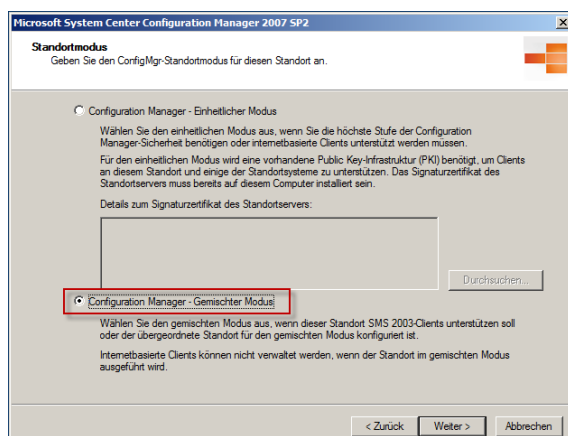 Microsoft System Center Configuration Manager 2007 SP2
Standortmodus
Geben Sie den ConfigMgr-Standortmodus für diesen Standort an.
Configuration Manager - Einheitlicher Modus
Wählen Sie den einheitlichen Modus aus, wenn Sie die höchste Stufe der Configuration
Manager-Sicherheit benötigen oder internetbasierte Clients unterstützt werden müssen.
Für den einheitlichen Modus wird eine vorhandene Public Key-Infrastruktur (PKI) benötigt, um Clients
an diesem Standort und einige der Standortsysteme zu unterstützen. Das Signaturzertifikat des
Standortservers muss bereits auf diesem Computer installiert sein.
Details zum Signaturzertifikat des Standortservers:
Durchsuchen...
Configuration Manager - Gemischter Modus
Wählen Sie den gemischten Modus aus, wenn dieser Standort SMS 2003-Clients unterstützen soll
oder der übergeordnete Standort für den gemischten Modus konfiguriert ist.
Internetbasierte Clients können nicht verwaltet werden, wenn der Standort im gemischten Modus
ausgeführt wird.
< Zurück Weiter > Abbrechen